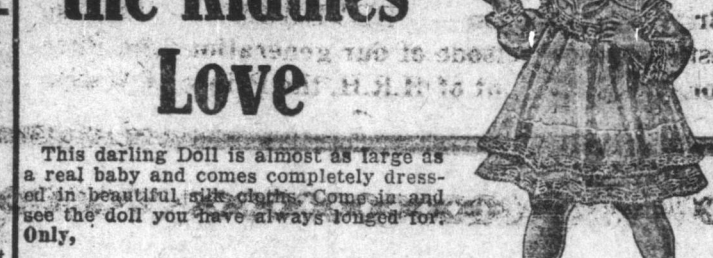 the Kiddies
Love
This darling Doll is almost as large as
a real baby and comes completely dress-
ed in beautiful silk cloths. Come in and
see the doll you have always longed for.
Only,